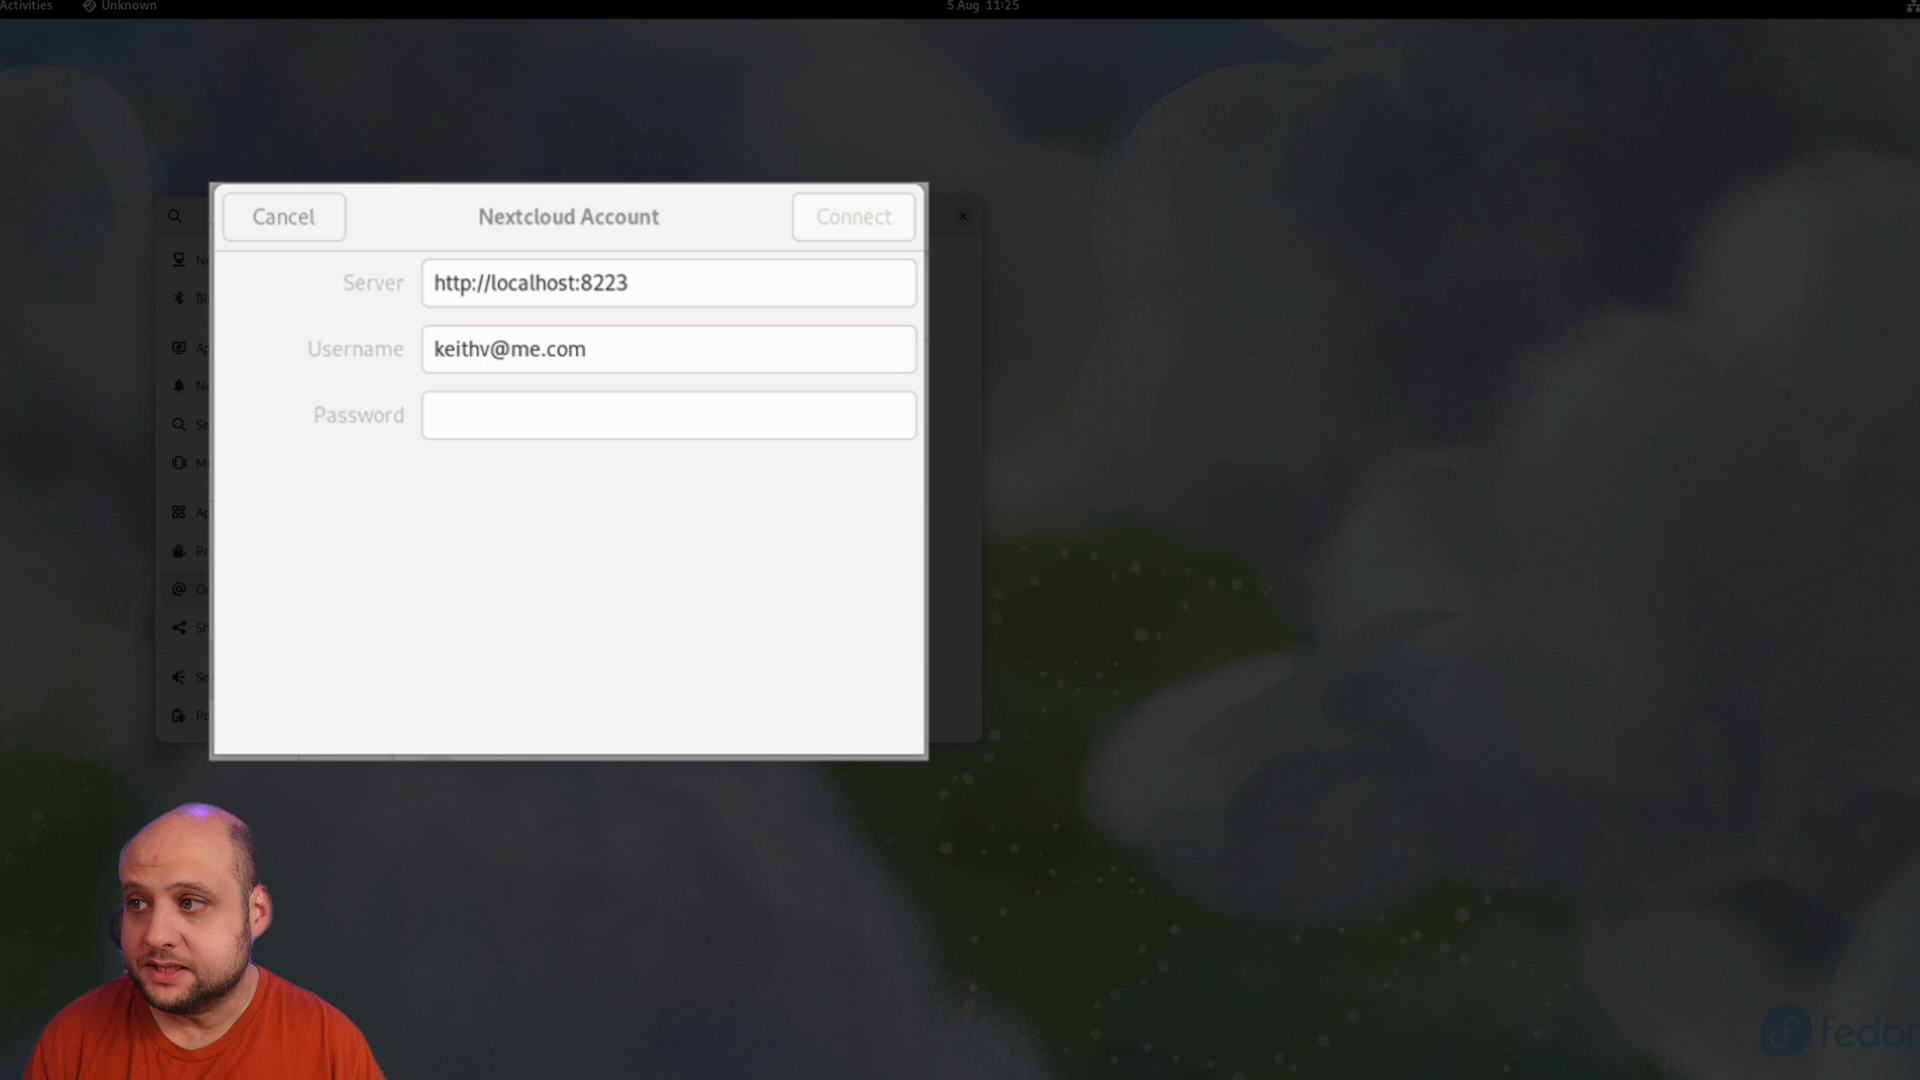 Activities Unknown 5 Aug 11:25
Cancel Nextcloud Account Connect
Server http://localhost:8223
Username keithv@me.com
Password
fedor